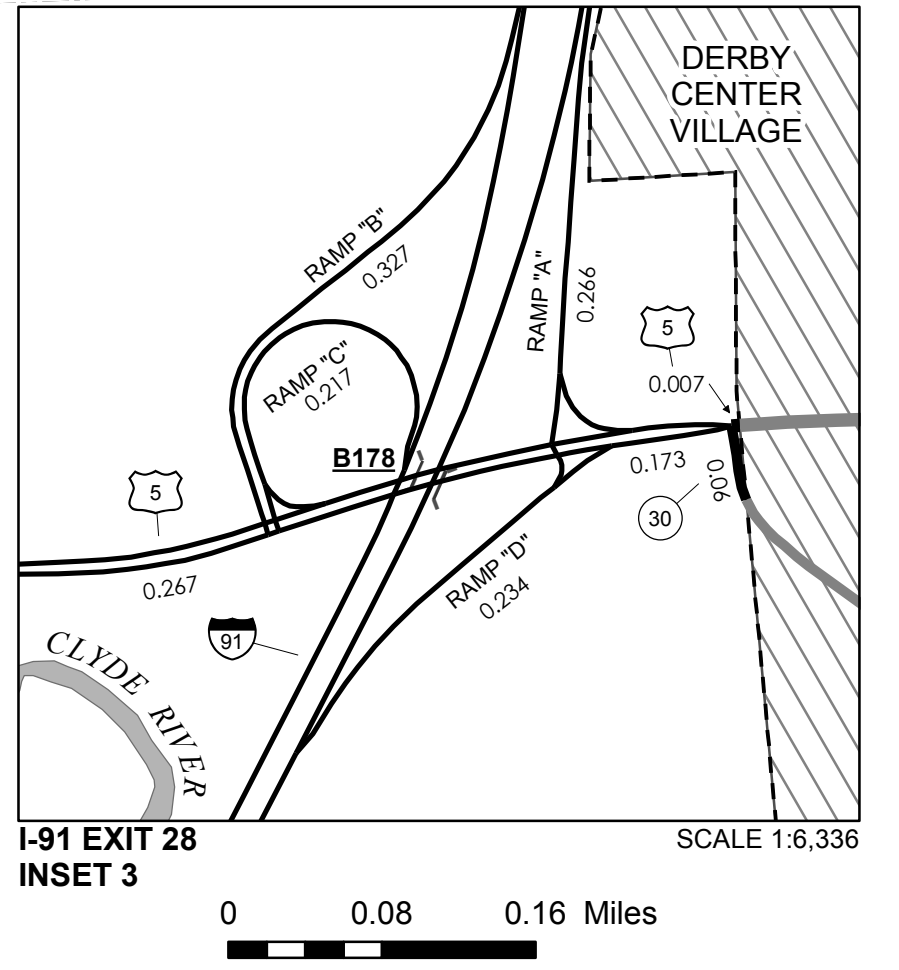 DERBY
CENTER
VILLAGE
RAMP "B"
0.327
RAMP "A"
0.266
5
0.007
RAMP "C"
0.217
B178
5
0.173
0.06
30
RAMP "D"
0.234
0.267
91
CLYDE RIVER
I-91 EXIT 28
INSET 3
SCALE 1:6,336
0 0.08 0.16 Miles